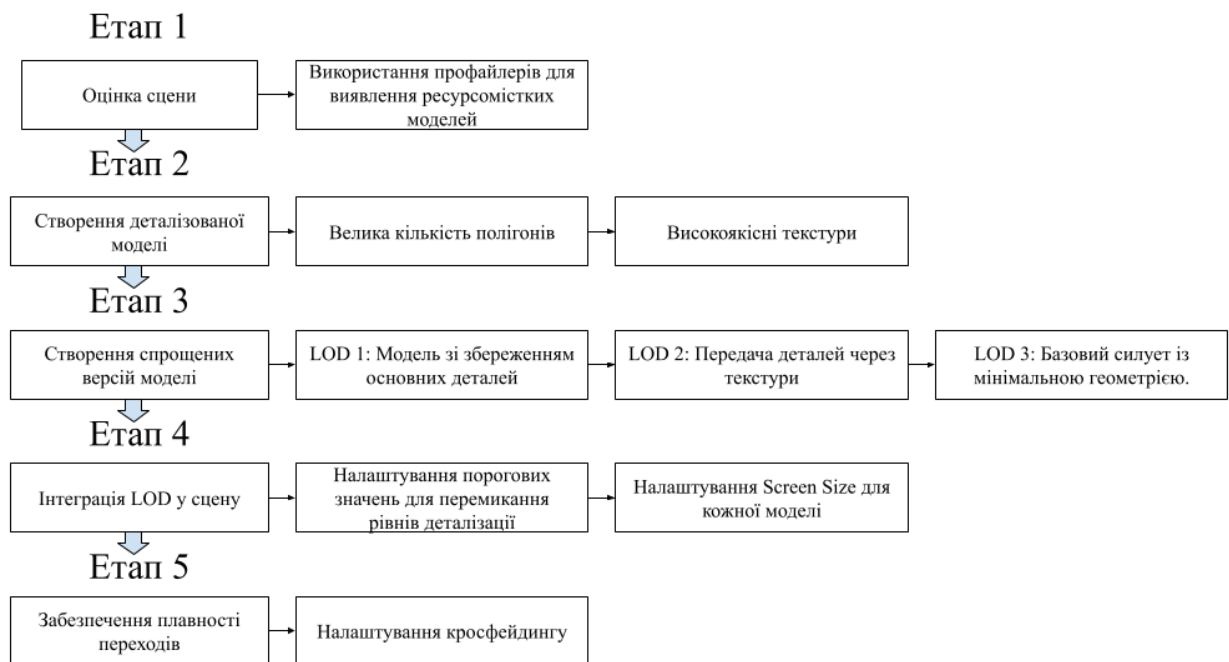 Етап 1
Оцінка сцени
Використання профайлерів для
виявлення ресурсомістких
моделей
Етап 2
Створення деталізованої
моделі
Велика кількість полігонів
Високоякісні текстури
Етап 3
Створення спрощених
версій моделі
LOD 1: Модель зі збереженням
основних деталей
LOD 2: Передача деталей через
текстури
LOD 3: Базовий силует із
мінімальною геометрією.
Етап 4
Інтеграція LOD у сцену
Налаштування порогових
значень для перемикання
рівнів деталізації
Налаштування Screen Size для
кожної моделі
Етап 5
Забезпечення плавності
переходів
Налаштування кросфейдингу